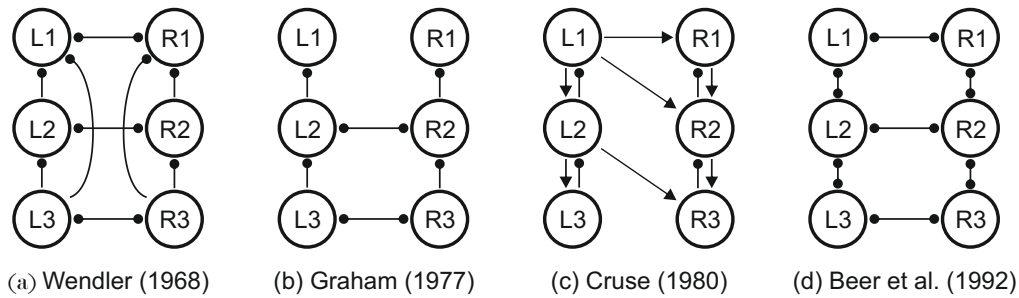 L1 R1 L1 R1 L1 R1 L1 R1
L2 R2 L2 R2 L2 R2 L2 R2
L3 R3 L3 R3 L3 R3 L3 R3
(a) Wendler (1968) (b) Graham (1977) (c) Cruse (1980) (d) Beer et al. (1992)